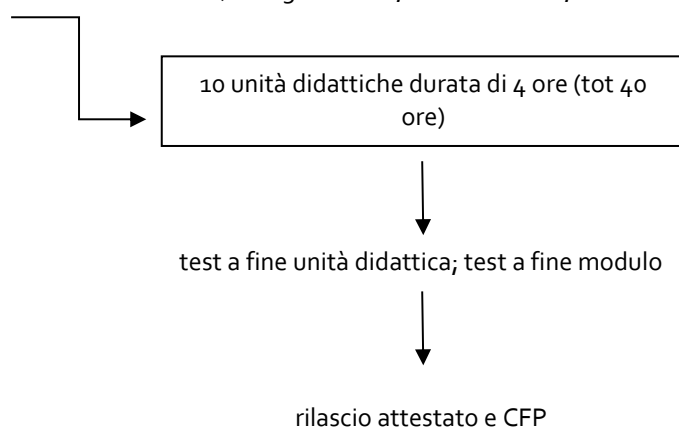 10 unità didattiche durata di 4 ore (tot 40
ore)
test a fine unità didattica; test a fine modulo
rilascio attestato e CFP